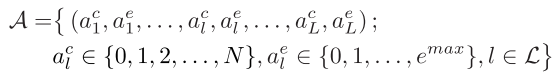 𝒜 = { (a_1^c, a_1^e, …, a_l^c, a_l^e, …, a_L^c, a_L^e) ;
a_l^c ∈ {0, 1, 2, …, N}, a_l^e ∈ {0, 1, …, e^{max}}, l ∈ ℒ }